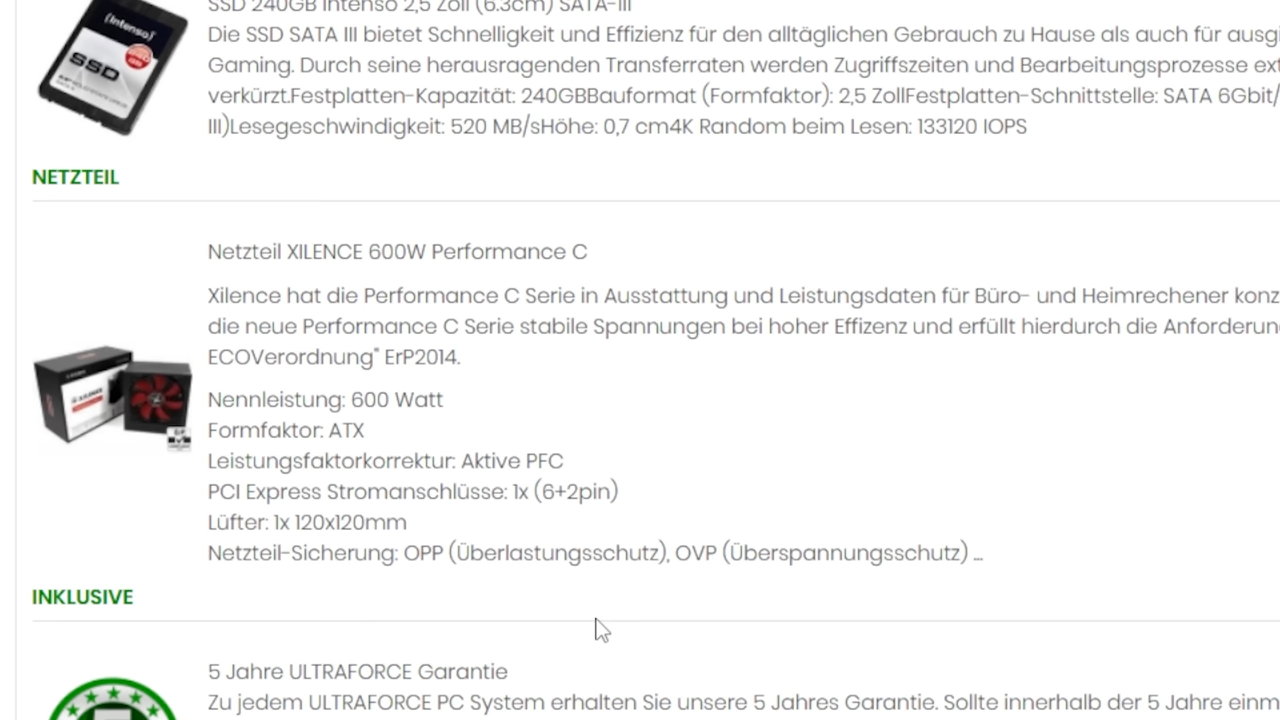 SSD 240GB Intenso 2,5 Zoll (6.3cm) SATA-III
(intenso)
SSD
Die SSD SATA III bietet Schnelligkeit und Effizienz für den alltäglichen Gebrauch zu Hause als auch für ausgi
Gaming. Durch seine herausragenden Transferraten werden Zugriffszeiten und Bearbeitungsprozesse ext
verkürzt.Festplatten-Kapazität: 240GBBauformat (Formfaktor): 2,5 ZollFestplatten-Schnittstelle: SATA 6Gbit/
III)Lesegeschwindigkeit: 520 MB/sHöhe: 0,7 cm4K Random beim Lesen: 133120 IOPS
NETZTEIL
Netzteil XILENCE 600W Performance C
Xilence hat die Performance C Serie in Ausstattung und Leistungsdaten für Büro- und Heimrechener konz
die neue Performance C Serie stabile Spannungen bei hoher Effizenz und erfüllt hierdurch die Anforderun
ECOVerordnung" ErP2014.
XILENCE
Nennleistung: 600 Watt
Formfaktor: ATX
Leistungsfaktorkorrektur: Aktive PFC
PCI Express Stromanschlüsse: 1x (6+2pin)
Lüfter: 1x 120x120mm
Netzteil-Sicherung: OPP (Überlastungsschutz), OVP (Überspannungsschutz) ...
INKLUSIVE
5 Jahre ULTRAFORCE Garantie
Zu jedem ULTRAFORCE PC System erhalten Sie unsere 5 Jahres Garantie. Sollte innerhalb der 5 Jahre einm